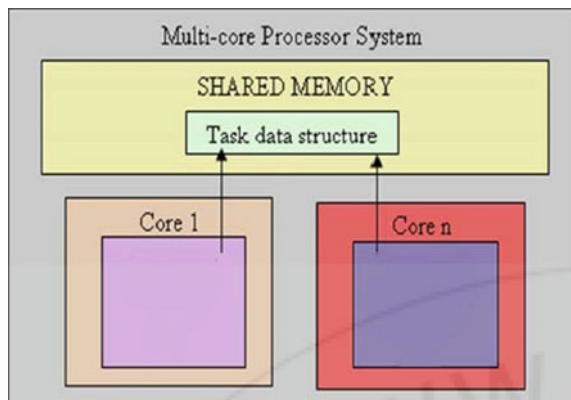 Multi-core Processor System
SHARED MEMORY
Task data structure
Core 1
Core n